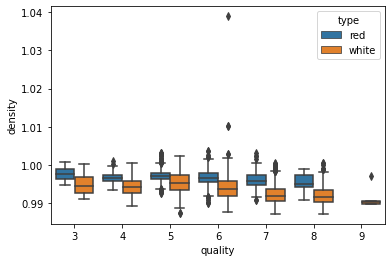 1.04
1.03
1.02
1.01
1.00
0.99
density
type
red
white
3 4 5 6 7 8 9
quality